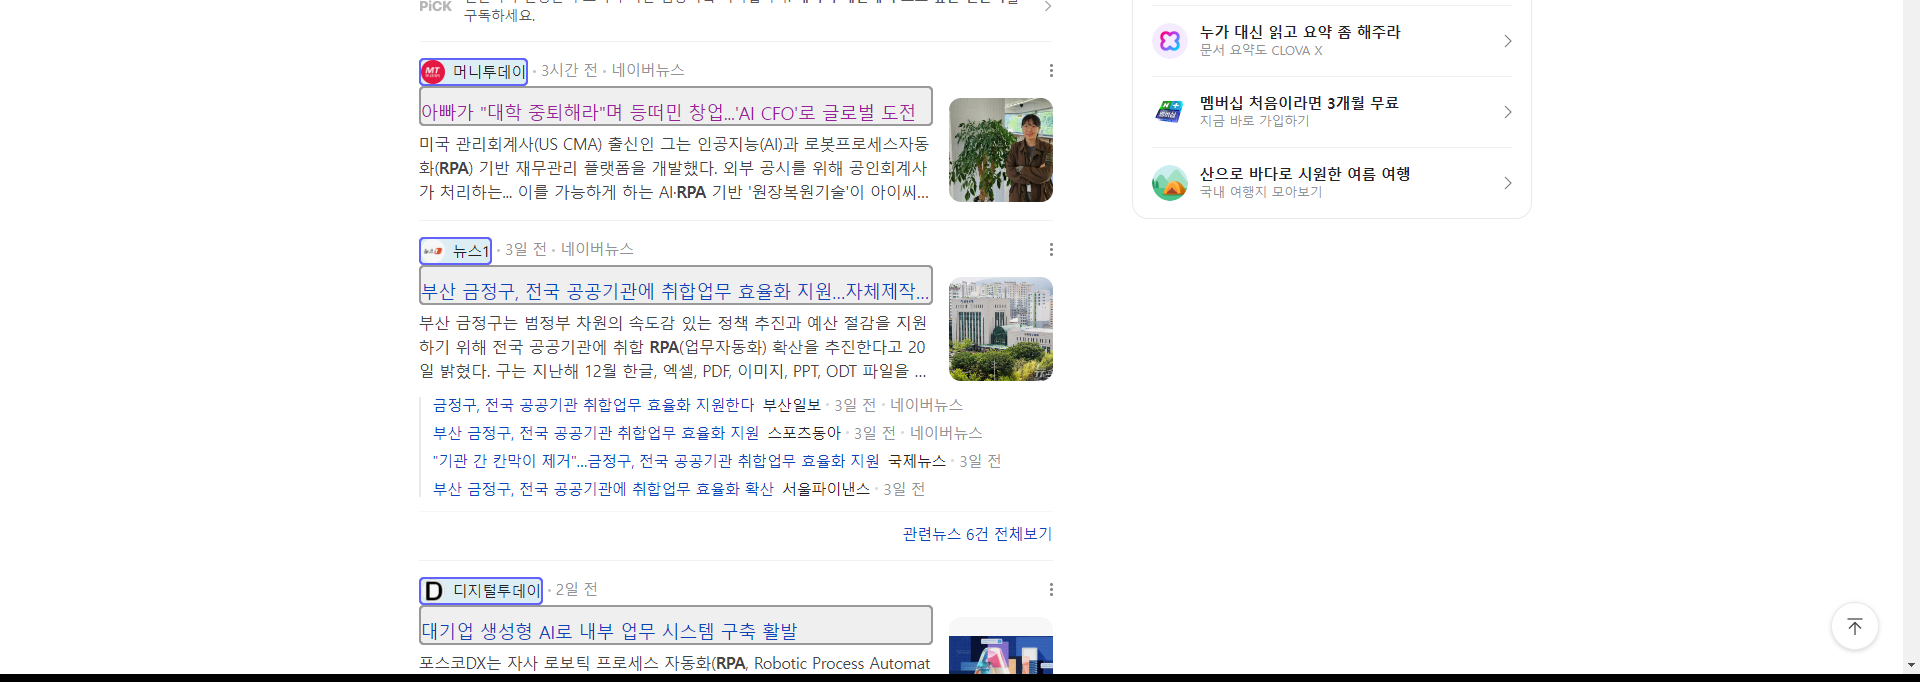 PiCK
구독하세요.
머니투데이 · 3시간 전 · 네이버뉴스
아빠가 "대학 중퇴해라"며 등떠민 창업...'AI CFO'로 글로벌 도전
미국 관리회계사(US CMA) 출신인 그는 인공지능(AI)과 로봇프로세스자동
화(RPA) 기반 재무관리 플랫폼을 개발했다. 외부 공시를 위해 공인회계사
가 처리하는... 이를 가능하게 하는 AI·RPA 기반 '원장복원기술'이 아이씨...
뉴스1 · 3일 전 · 네이버뉴스
부산 금정구, 전국 공공기관에 취합업무 효율화 지원...자체제작...
부산 금정구는 범정부 차원의 속도감 있는 정책 추진과 예산 절감을 지원
하기 위해 전국 공공기관에 취합 RPA(업무자동화) 확산을 추진한다고 20
일 밝혔다. 구는 지난해 12월 한글, 엑셀, PDF, 이미지, PPT, ODT 파일을 ...
금정구, 전국 공공기관 취합업무 효율화 지원한다 부산일보 · 3일 전 · 네이버뉴스
부산 금정구, 전국 공공기관 취합업무 효율화 지원 스포츠동아 · 3일 전 · 네이버뉴스
"기관 간 칸막이 제거"...금정구, 전국 공공기관 취합업무 효율화 지원 국제뉴스 · 3일 전
부산 금정구, 전국 공공기관에 취합업무 효율화 확산 서울파이낸스 · 3일 전
관련뉴스 6건 전체보기
D 디지털투데이 · 2일 전
대기업 생성형 AI로 내부 업무 시스템 구축 활발
포스코DX는 자사 로보틱 프로세스 자동화(RPA, Robotic Process Automat
누가 대신 읽고 요약 좀 해주라
문서 요약도 CLOVA X
멤버십 처음이라면 3개월 무료
지금 바로 가입하기
산으로 바다로 시원한 여름 여행
국내 여행지 모아보기